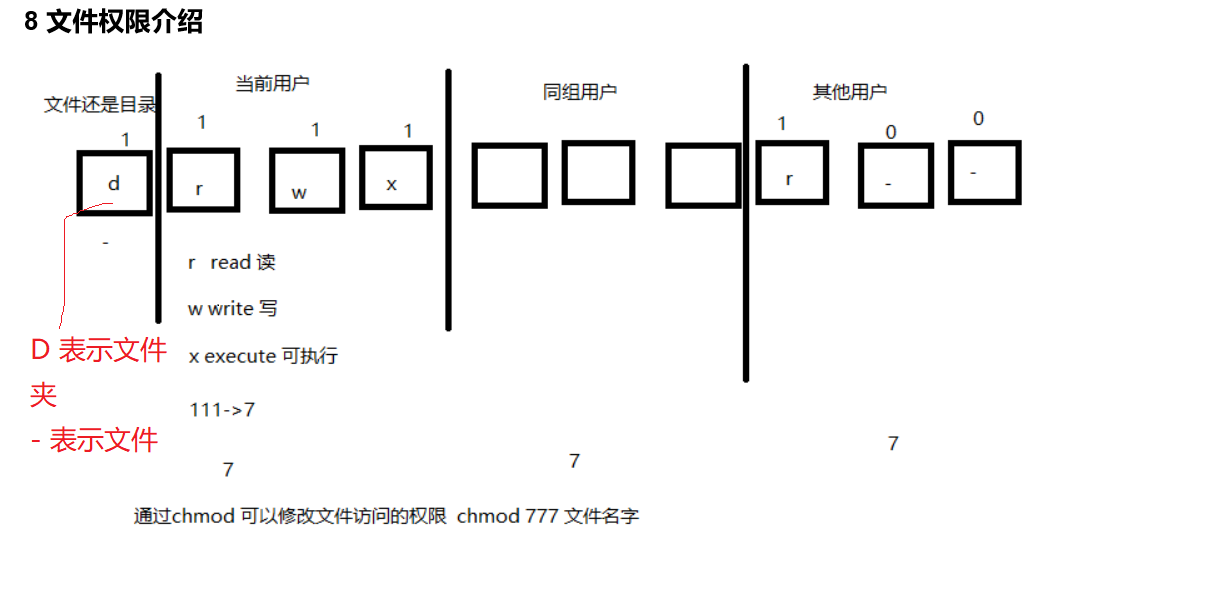 8 文件权限介绍
文件还是目录
当前用户
同组用户
其他用户
1
1
1
1
1
0
0
d
r
w
x
r
-
-
-
r read 读
w write 写
x execute 可执行
111->7
D 表示文件
夹
- 表示文件
7
7
7
通过chmod 可以修改文件访问的权限 chmod 777 文件名字